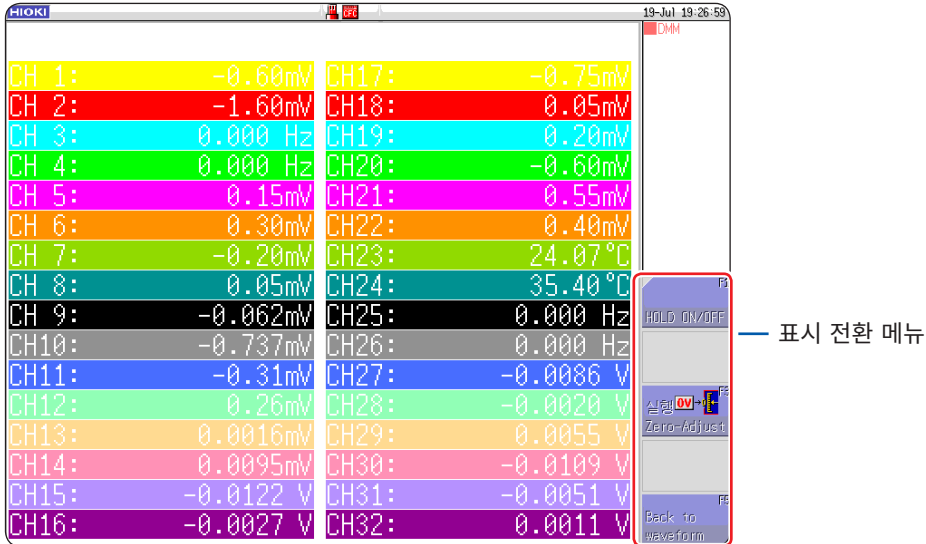 HIOKI
CFC
19-Jul 19:26:59
DMM
CH 1: -0.60mV CH17: -0.75mV
CH 2: -1.60mV CH18: 0.05mV
CH 3: 0.000 Hz CH19: 0.20mV
CH 4: 0.000 Hz CH20: -0.60mV
CH 5: 0.15mV CH21: 0.55mV
CH 6: 0.30mV CH22: 0.40mV
CH 7: -0.20mV CH23: 24.07°C
CH 8: 0.05mV CH24: 35.40°C
CH 9: -0.062mV CH25: 0.000 Hz
CH10: -0.737mV CH26: 0.000 Hz
CH11: -0.31mV CH27: -0.0086 V
CH12: 0.26mV CH28: -0.0020 V
CH13: 0.0016mV CH29: 0.0055 V
CH14: 0.0095mV CH30: -0.0109 V
CH15: -0.0122 V CH31: -0.0051 V
CH16: -0.0027 V CH32: 0.0011 V
F1
HOLD ON/OFF
F3
실행 0V
Zero-Adjust
F5
Back to
waveform
표시 전환 메뉴